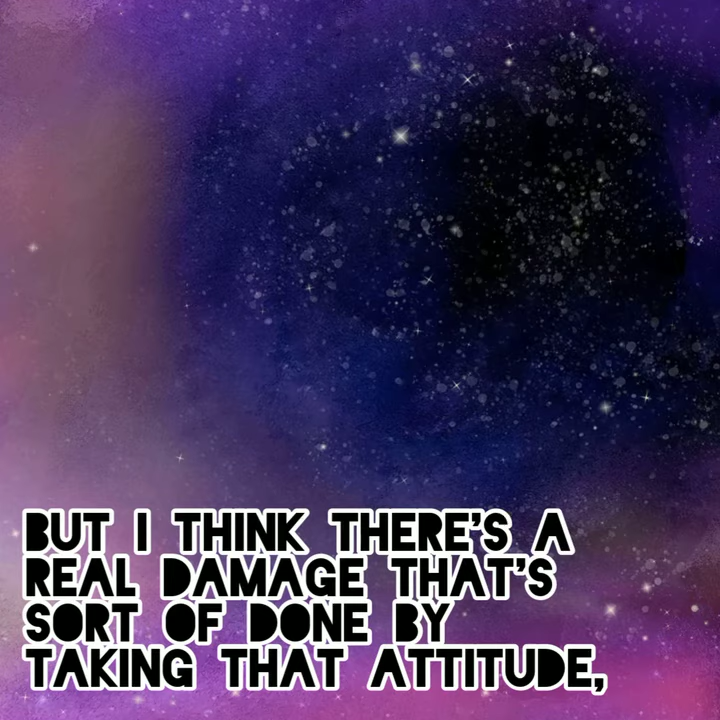 BUT I THINK THERE'S A
REAL DAMAGE THAT'S
SORT OF DONE BY
TAKING THAT ATTITUDE,